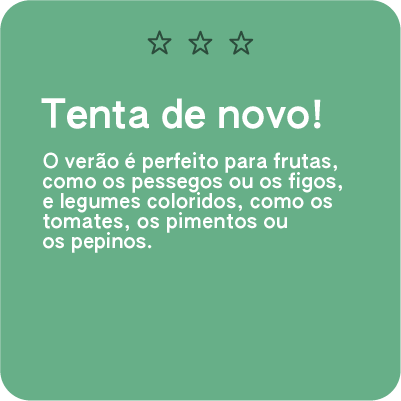 Tenta de novo!
O verão é perfeito para frutas,
como os pessegos ou os figos,
e legumes coloridos, como os
tomates, os pimentos ou
os pepinos.